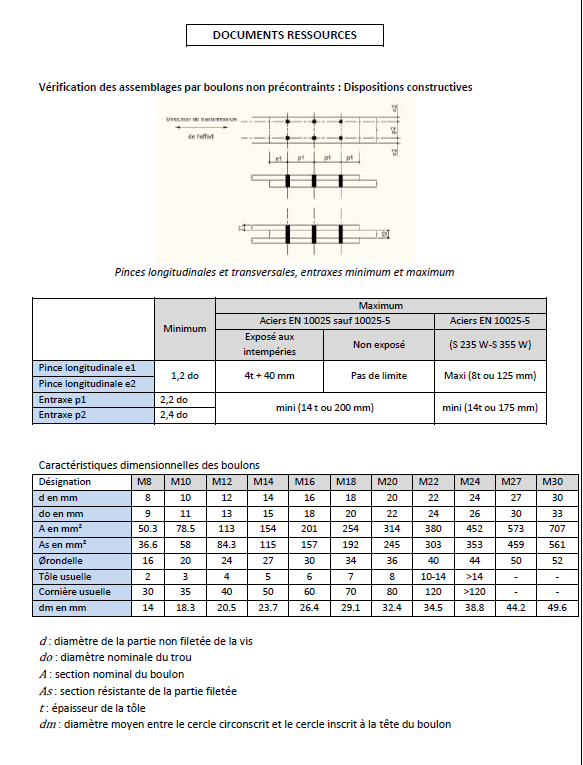 DOCUMENTS RESSOURCES
Vérification des assemblages par boulons non précontraints : Dispositions constructives
Direction de transmission
de l'effort
e2
p2
e2
e1 p1 p1 p1
Pinces longitudinales et transversales, entraxes minimum et maximum
Minimum Maximum
Aciers EN 10025 sauf 10025-5 Aciers EN 10025-5
Exposé aux intempéries Non exposé (S 235 W-S 355 W)
Pince longitudinale e1 1,2 do 4t + 40 mm Pas de limite Maxi (8t ou 125 mm)
Pince longitudinale e2
Entraxe p1 2,2 do mini (14 t ou 200 mm) mini (14t ou 175 mm)
Entraxe p2 2,4 do
Caractéristiques dimensionnelles des boulons
Désignation M8 M10 M12 M14 M16 M18 M20 M22 M24 M27 M30
d en mm 8 10 12 14 16 18 20 22 24 27 30
do en mm 9 11 13 15 18 20 22 24 26 30 33
A en mm² 50.3 78.5 113 154 201 254 314 380 452 573 707
As en mm² 36.6 58 84.3 115 157 192 245 303 353 459 561
Ørondelle 16 20 24 27 30 34 36 40 44 50 52
Tôle usuelle 2 3 4 5 6 7 8 10-14 >14 - -
Cornière usuelle 30 35 40 50 60 70 80 120 >120 - -
dm en mm 14 18.3 20.5 23.7 26.4 29.1 32.4 34.5 38.8 44.2 49.6
d : diamètre de la partie non filetée de la vis
do : diamètre nominale du trou
A : section nominal du boulon
As : section résistante de la partie filetée
t : épaisseur de la tôle
dm : diamètre moyen entre le cercle circonscrit et le cercle inscrit à la tête du boulon